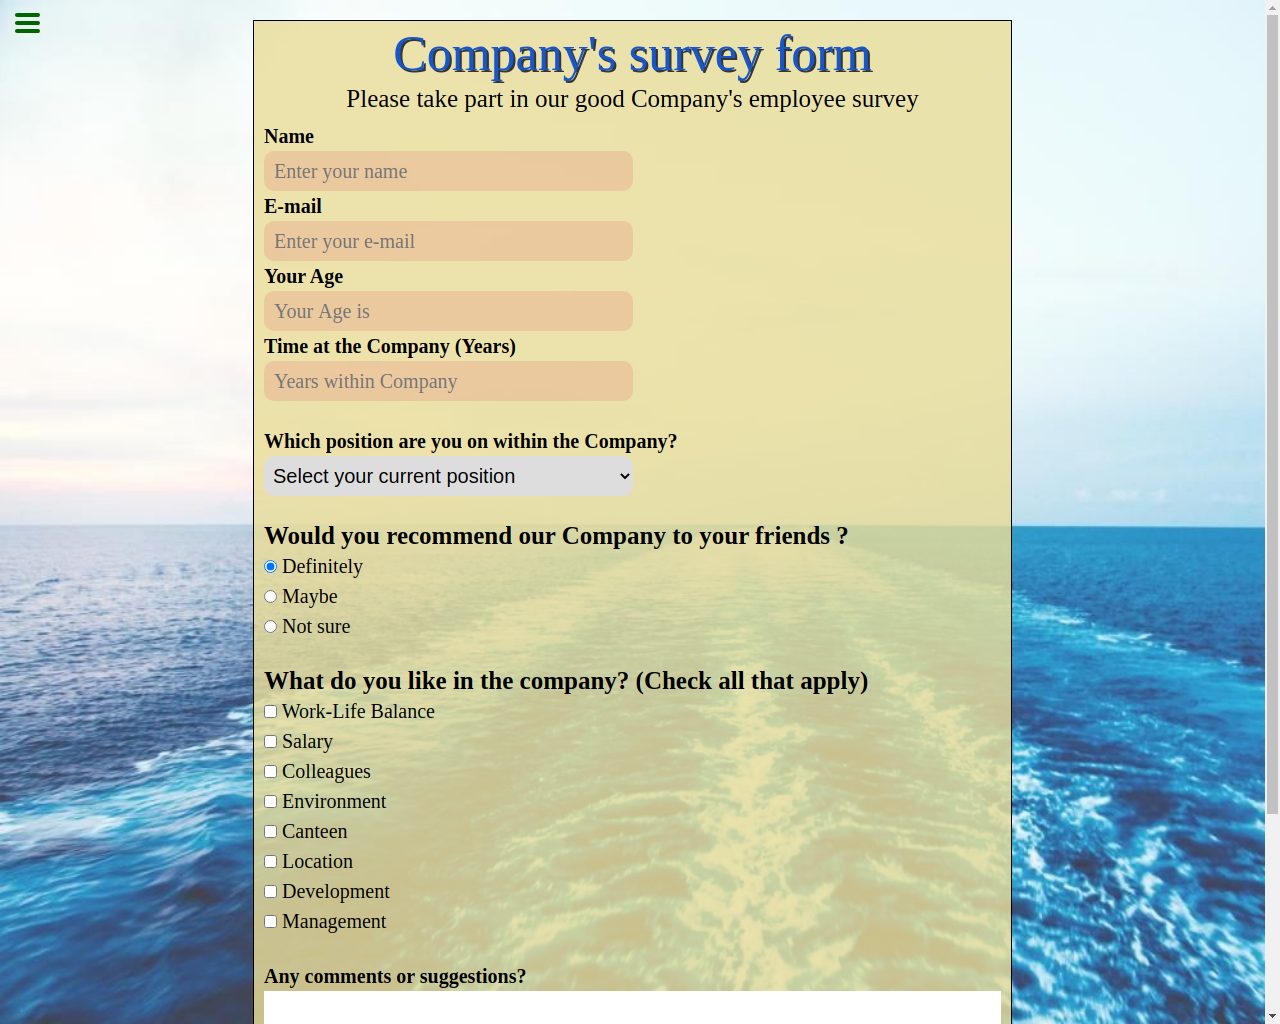 Company's survey form
Please take part in our good Company's employee survey
Name
Enter your name
E-mail
Enter your e-mail
Your Age
Your Age is
Time at the Company (Years)
Years within Company
Which position are you on within the Company?
Select your current position
Would you recommend our Company to your friends ?
Definitely
Maybe
Not sure
What do you like in the company? (Check all that apply)
Work-Life Balance
Salary
Colleagues
Environment
Canteen
Location
Development
Management
Any comments or suggestions?